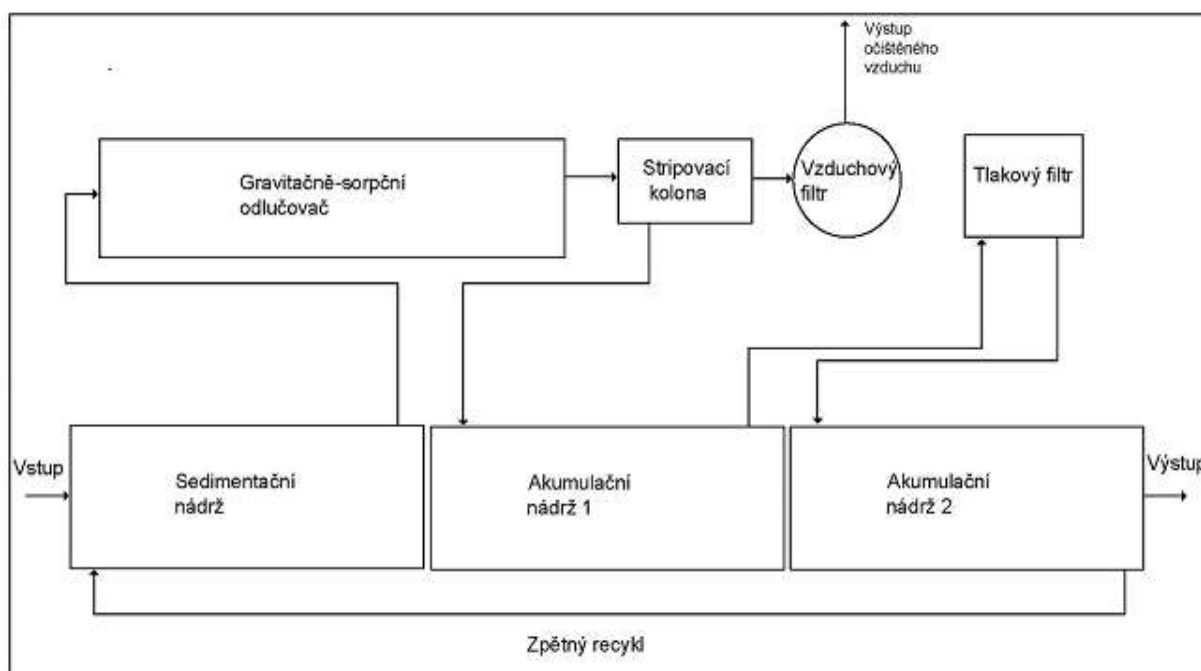 Výstup
očištěného
vzduchu
Gravitačně-sorpční
odlučovač
Stripovací
kolona
Vzduchový
filtr
Tlakový filtr
Vstup
Sedimentační
nádrž
Akumulační
nádrž 1
Akumulační
nádrž 2
Výstup
Zpětný recykl